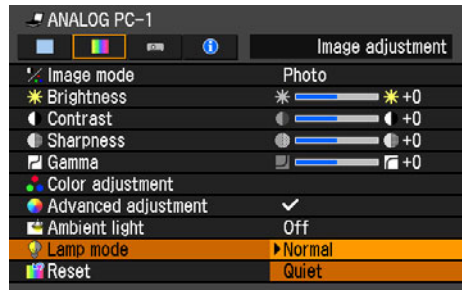 ANALOG PC-1
Image adjustment
Image mode Photo
Brightness +0
Contrast +0
Sharpness +0
Gamma +0
Color adjustment
Advanced adjustment
Ambient light Off
Lamp mode Normal
Reset Quiet